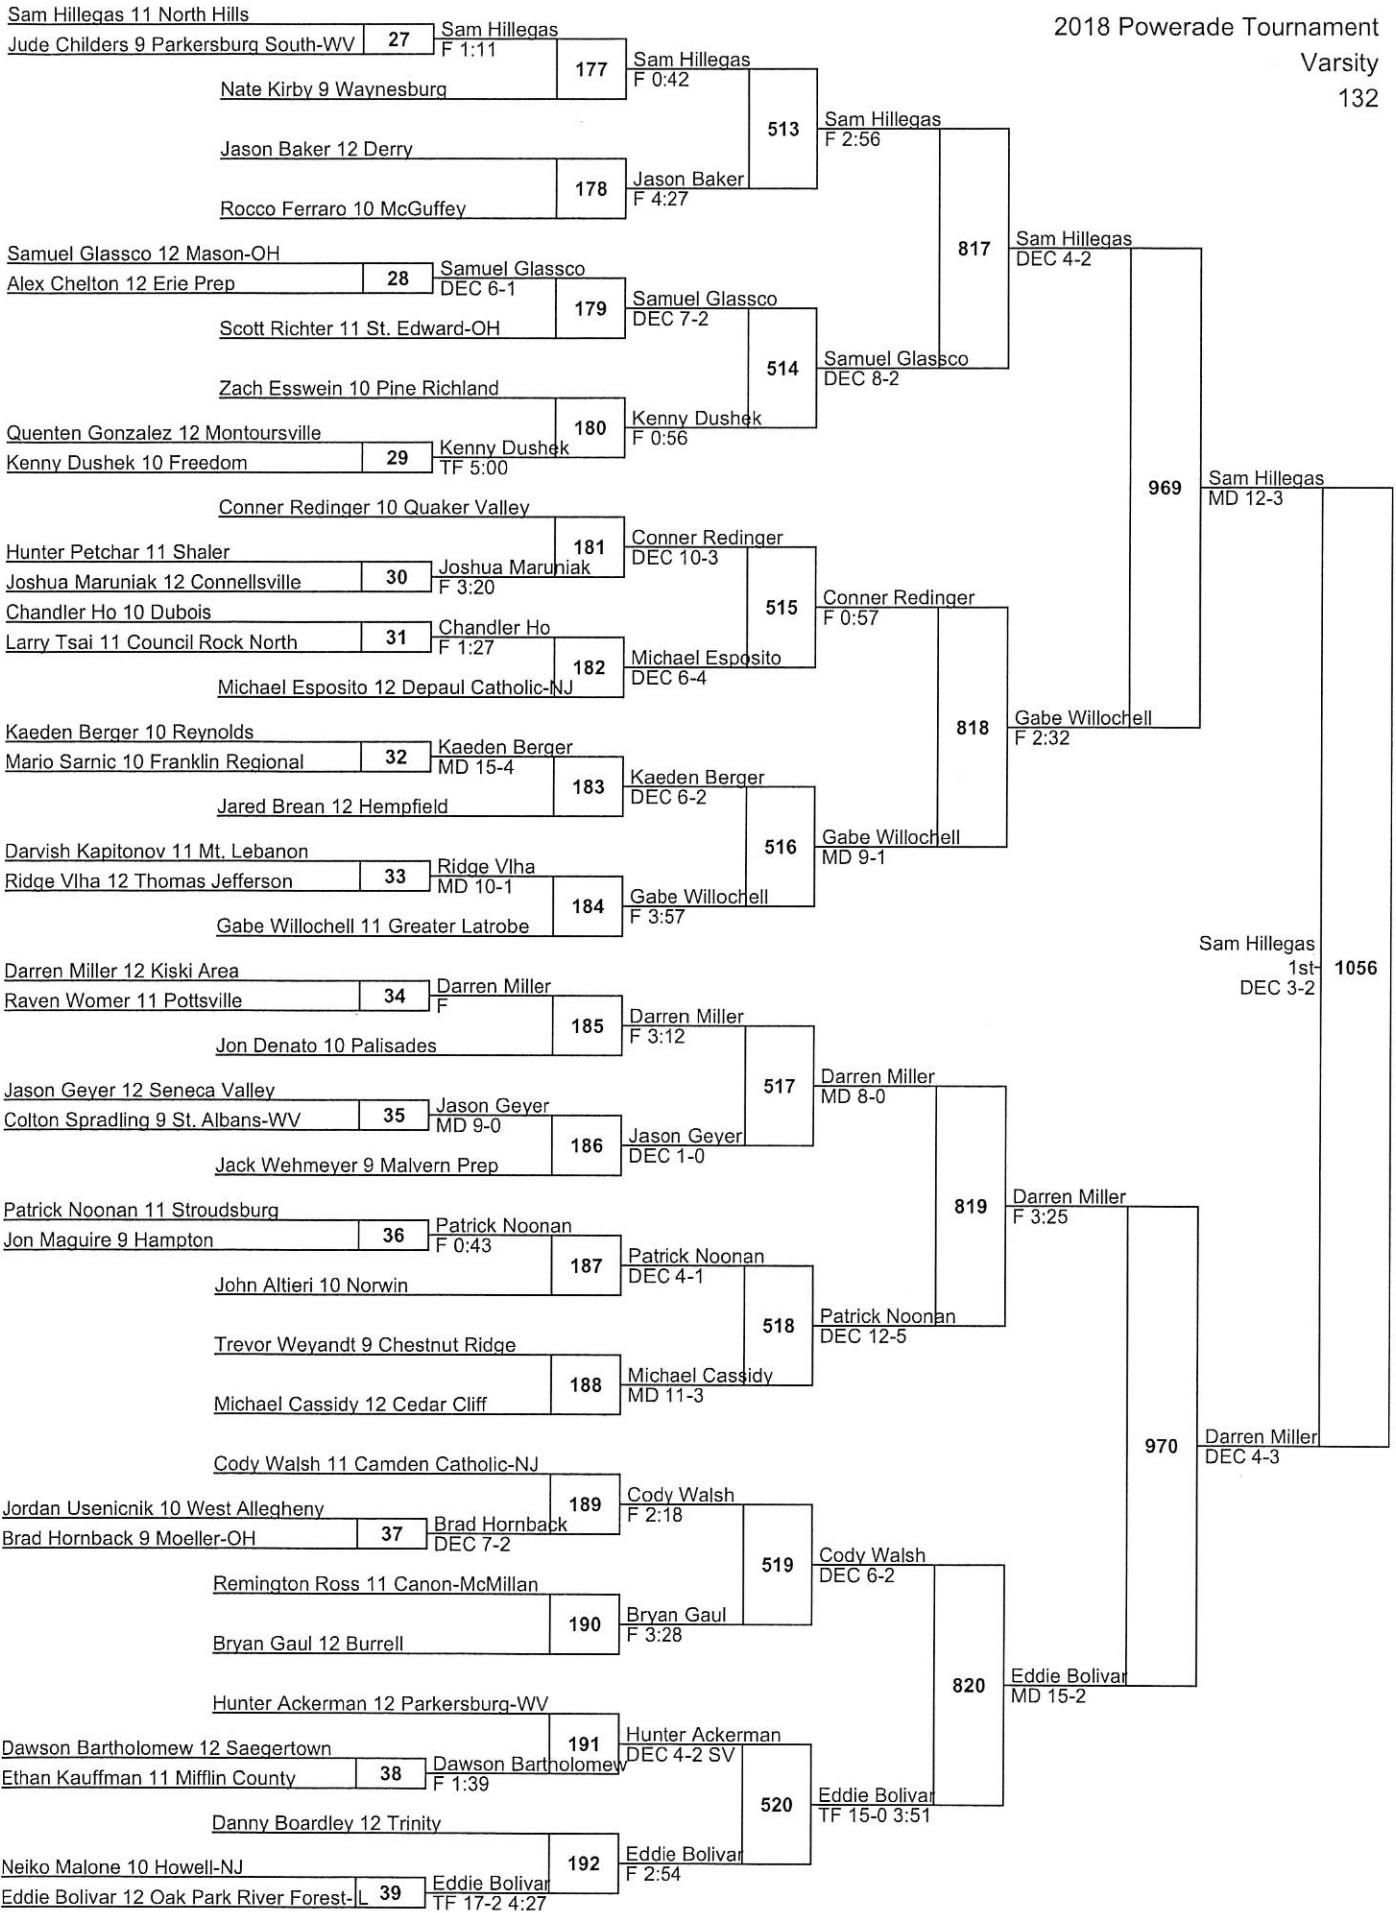 2018 Powerade Tournament
Varsity
132
Sam Hillegas 11 North Hills
Jude Childers 9 Parkersburg South-WV
27
Sam Hillegas
F 1:11
Nate Kirby 9 Waynesburg
177
Sam Hillegas
F 0:42
Jason Baker 12 Derry
Rocco Ferraro 10 McGuffey
178
Jason Baker
F 4:27
513
Sam Hillegas
F 2:56
Samuel Glassco 12 Mason-OH
Alex Chelton 12 Erie Prep
28
Samuel Glassco
DEC 6-1
Scott Richter 11 St. Edward-OH
179
Samuel Glassco
DEC 7-2
Zach Esswein 10 Pine Richland
Quenten Gonzalez 12 Montoursville
Kenny Dushek 10 Freedom
29
Kenny Dushek
TF 5:00
180
Kenny Dushek
F 0:56
514
Samuel Glassco
DEC 8-2
817
Sam Hillegas
DEC 4-2
Conner Redinger 10 Quaker Valley
Hunter Petchar 11 Shaler
Joshua Maruniak 12 Connellsville
30
Joshua Maruniak
F 3:20
181
Conner Redinger
DEC 10-3
Chandler Ho 10 Dubois
Larry Tsai 11 Council Rock North
31
Chandler Ho
F 1:27
Michael Esposito 12 Depaul Catholic-NJ
182
Michael Esposito
DEC 6-4
515
Conner Redinger
F 0:57
Kaeden Berger 10 Reynolds
Mario Sarnic 10 Franklin Regional
32
Kaeden Berger
MD 15-4
Jared Brean 12 Hempfield
183
Kaeden Berger
DEC 6-2
Darvish Kapitonov 11 Mt. Lebanon
Ridge Vlha 12 Thomas Jefferson
33
Ridge Vlha
MD 10-1
Gabe Willochell 11 Greater Latrobe
184
Gabe Willochell
F 3:57
516
Gabe Willochell
MD 9-1
818
Gabe Willochell
F 2:32
969
Sam Hillegas
MD 12-3
Darren Miller 12 Kiski Area
Raven Womer 11 Pottsville
34
Darren Miller
F
Jon Denato 10 Palisades
185
Darren Miller
F 3:12
Jason Geyer 12 Seneca Valley
Colton Spradling 9 St. Albans-WV
35
Jason Geyer
MD 9-0
Jack Wehmeyer 9 Malvern Prep
186
Jason Geyer
DEC 1-0
517
Darren Miller
MD 8-0
Patrick Noonan 11 Stroudsburg
Jon Maguire 9 Hampton
36
Patrick Noonan
F 0:43
John Altieri 10 Norwin
187
Patrick Noonan
DEC 4-1
Trevor Weyandt 9 Chestnut Ridge
Michael Cassidy 12 Cedar Cliff
188
Michael Cassidy
MD 11-3
518
Patrick Noonan
DEC 12-5
819
Darren Miller
F 3:25
Cody Walsh 11 Camden Catholic-NJ
Jordan Usenicnik 10 West Allegheny
Brad Hornback 9 Moeller-OH
37
Brad Hornback
DEC 7-2
189
Cody Walsh
F 2:18
Remington Ross 11 Canon-McMillan
Bryan Gaul 12 Burrell
190
Bryan Gaul
F 3:28
519
Cody Walsh
DEC 6-2
Hunter Ackerman 12 Parkersburg-WV
Dawson Bartholomew 12 Saegertown
Ethan Kauffman 11 Mifflin County
38
Dawson Bartholomew
F 1:39
191
Hunter Ackerman
DEC 4-2 SV
Danny Boardley 12 Trinity
Neiko Malone 10 Howell-NJ
Eddie Bolivar 12 Oak Park River Forest-IL
39
Eddie Bolivar
TF 17-2 4:27
192
Eddie Bolivar
F 2:54
520
Eddie Bolivar
TF 15-0 3:51
820
Eddie Bolivar
MD 15-2
970
Darren Miller
DEC 4-3
Sam Hillegas
1st
DEC 3-2
1056